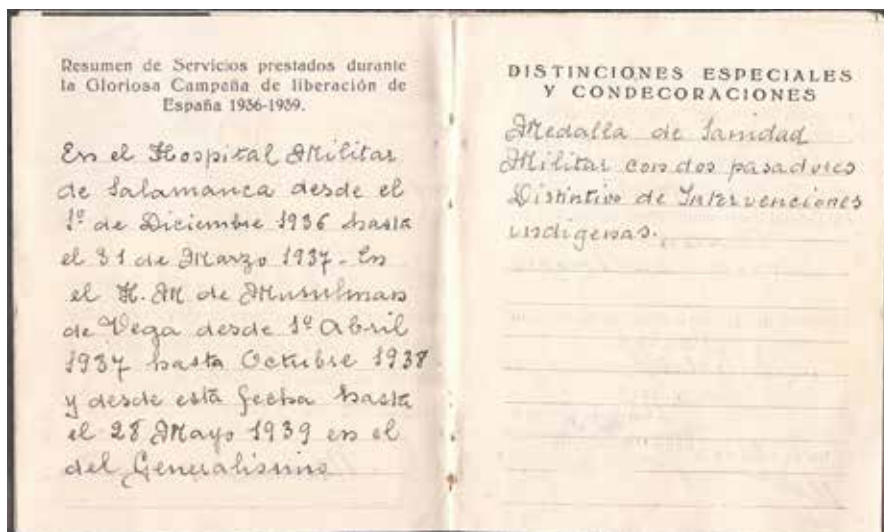 Resumen de Servicios prestados durante
la Gloriosa Campaña de liberación de
España 1936-1939.
En el Hospital Militar
de Salamanca desde el
1º de Diciembre 1936 hasta
el 31 de Marzo 1937 - En
el H. M de Musulman
de Vega desde 1º Abril
1937 hasta Octubre 1938
y desde esta fecha hasta
el 28 Mayo 1939 en el
del Generalisimo
DISTINCIONES ESPECIALES
Y CONDECORACIONES
Medalla de Sanidad
Militar con dos pasadores
Distintivo de Intervenciones
indigenas.